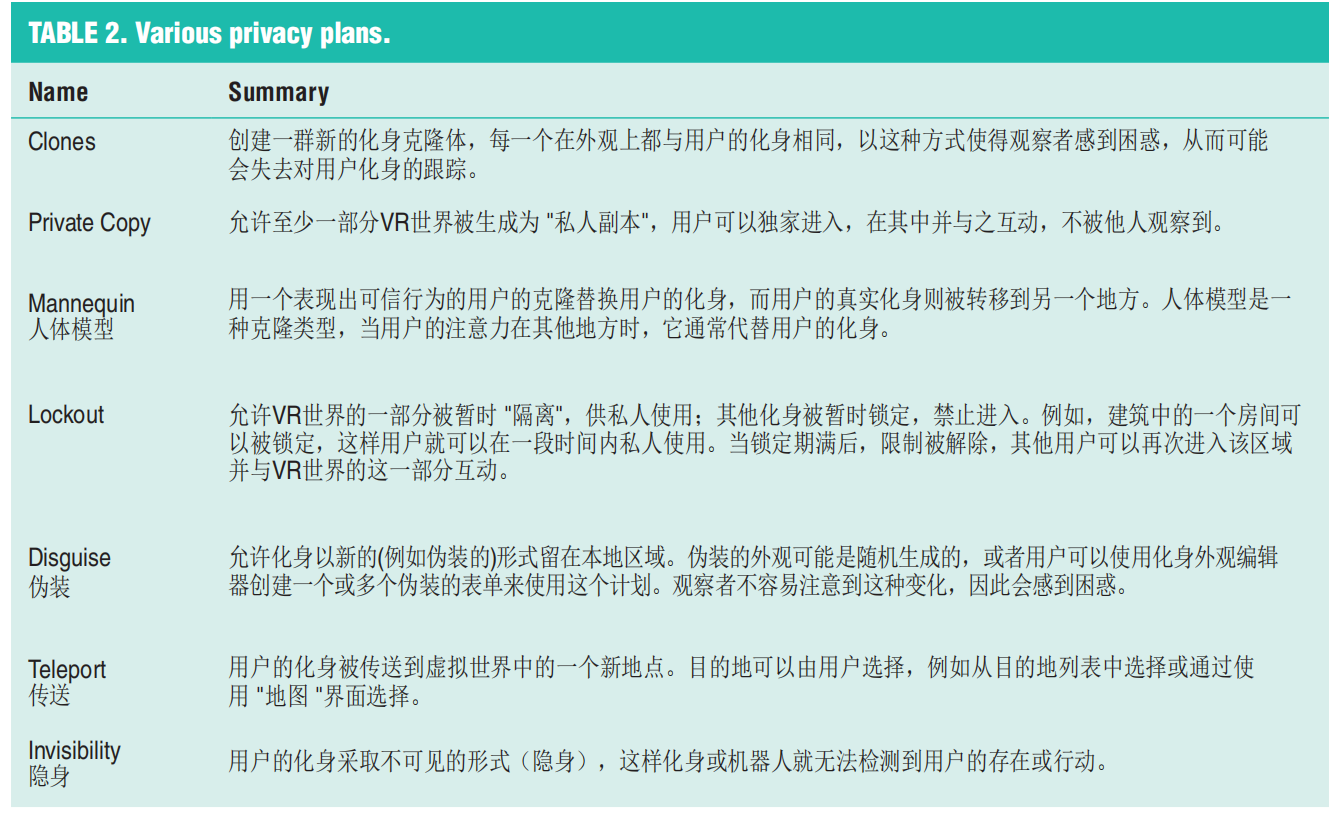 TABLE 2. Various privacy plans.
Name Summary
Clones 创建一群新的化身克隆体，每一个在外观上都与用户的化身相同，以这种方式使得观察者感到困惑，从而可能
会失去对用户化身的跟踪。
Private Copy 允许至少一部分VR世界被生成为 "私人副本"，用户可以独家进入，在其中并与之互动，不被他人观察到。
Mannequin 用一个表现出可信行为的用户的克隆替换用户的化身，而用户的真实化身则被转移到另一个地方。人体模型是一
人体模型 种克隆类型，当用户的注意力在其他地方时，它通常代替用户的化身。
Lockout 允许VR世界的一部分被暂时 "隔离"，供私人使用；其他化身被暂时锁定，禁止进入。例如，建筑中的一个房间可
以被锁定，这样用户就可以在一段时间内私人使用。当锁定期满后，限制被解除，其他用户可以再次进入该区域
并与VR世界的这一部分互动。
Disguise 允许化身以新的(例如伪装的)形式留在本地区域。伪装的外观可能是随机生成的，或者用户可以使用化身外观编辑
伪装 器创建一个或多个伪装的表单来使用这个计划。观察者不容易注意到这种变化，因此会感到困惑。
Teleport 用户的化身被传送到虚拟世界中的一个新地点。目的地可以由用户选择，例如从目的地列表中选择或通过使
传送 用 "地图 "界面选择。
Invisibility
隐身 用户的化身采取不可见的形式（隐身），这样化身或机器人就无法检测到用户的存在或行动。